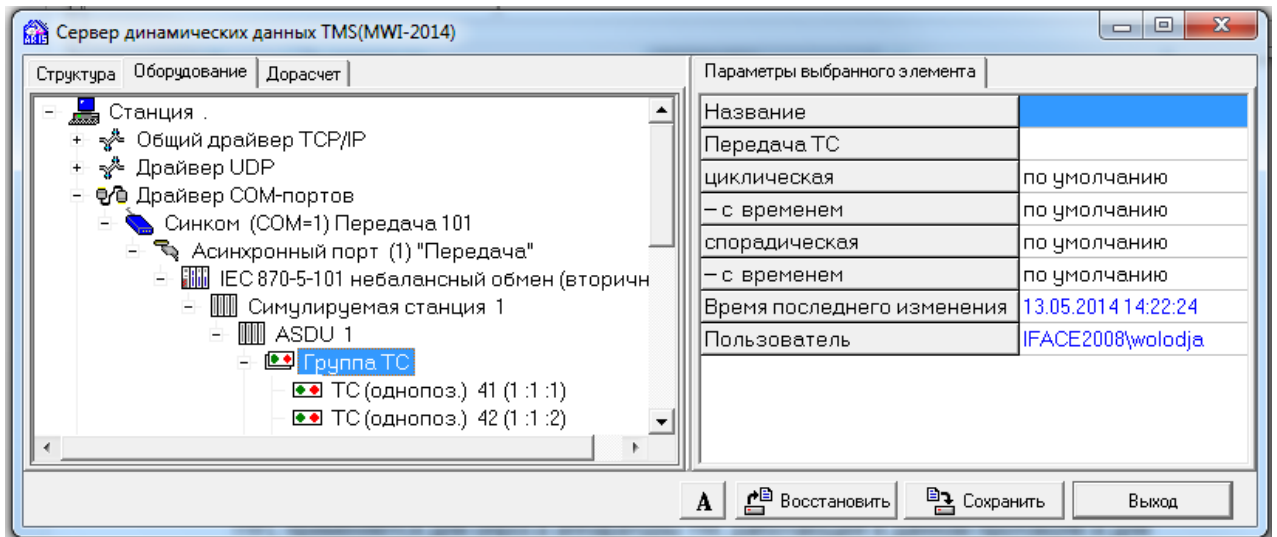 Сервер динамических данных TMS(MWI-2014)
Структура Оборудование Дорасчет
Станция .
Общий драйвер TCP/IP
Драйвер UDP
Драйвер COM-портов
Синком (COM=1) Передача 101
Асинхронный порт (1) "Передача"
IEC 870-5-101 небалансный обмен (вторичн
Симулируемая станция 1
ASDU 1
Группа ТС
ТС (однопоз.) 41 (1 :1 :1)
ТС (однопоз.) 42 (1 :1 :2)
Параметры выбранного элемента
Название
Передача ТС
циклическая по умолчанию
– с временем по умолчанию
спорадическая по умолчанию
– с временем по умолчанию
Время последнего изменения 13.05.2014 14:22:24
Пользователь IFACE2008\wolodja
A Восстановить Сохранить Выход